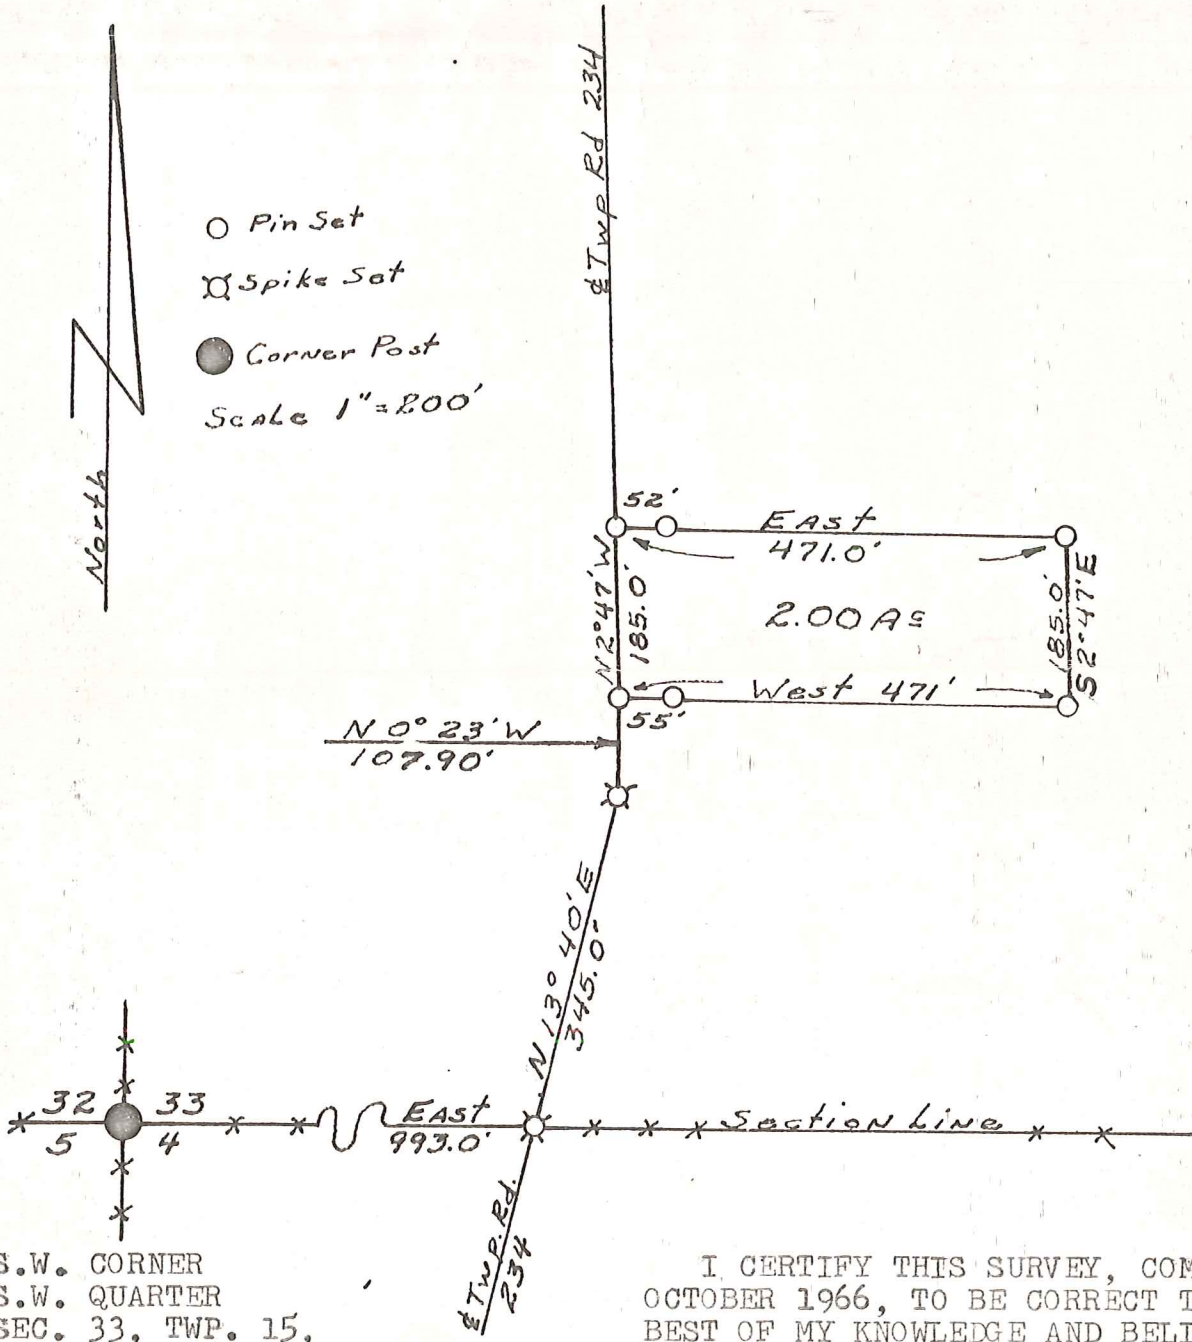 ℄ Twp Rd 234
Pin Set
Spike Set
Corner Post
Scale 1"=200'
North
52'
East
471.0'
N2°47'W
185.0'
2.00 Ac
185.0'
S2°47'E
West 471'
55'
N 0° 23' W
107.90'
N 13° 40' E
345.0'
32 33
5 4
East
993.0'
Section Line
℄ Twp. Rd.
234
S.W. CORNER
S.W. QUARTER
SEC. 33, TWP. 15,
I CERTIFY THIS SURVEY, COM
OCTOBER 1966, TO BE CORRECT T
BEST OF MY KNOWLEDGE AND BELI